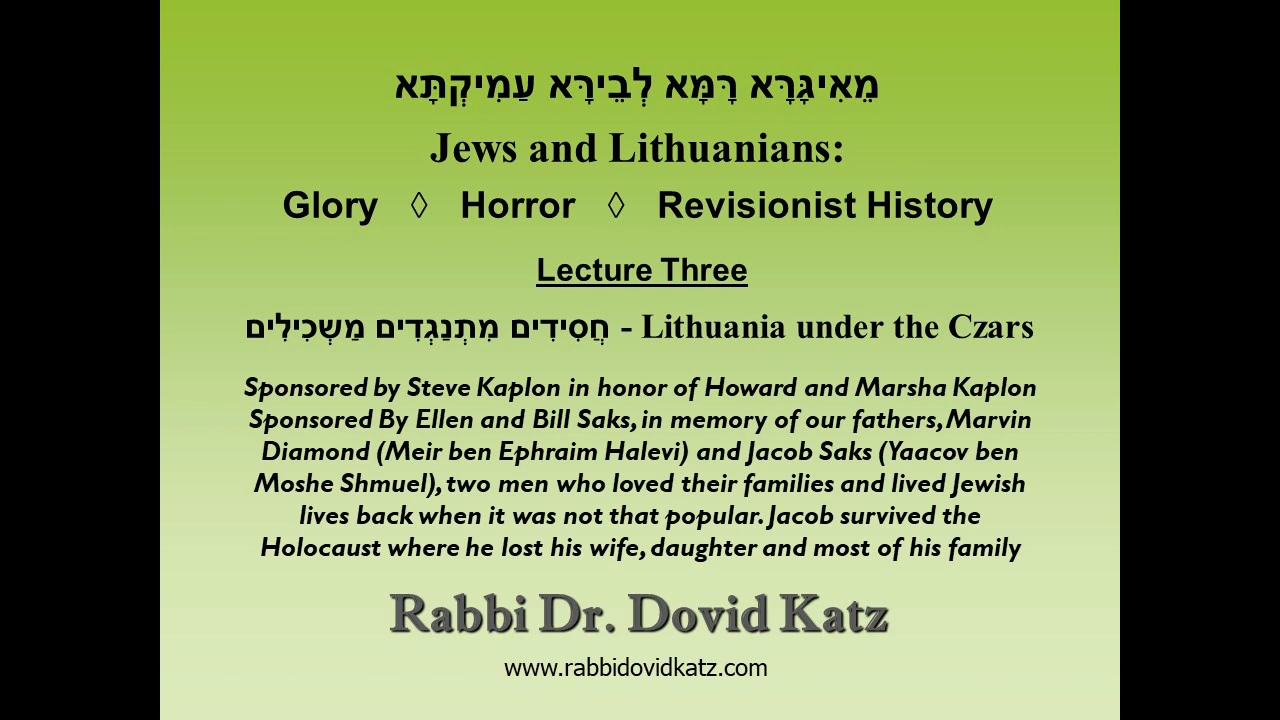 מֵאִיגָּרָּא רָּמָּא לְבֵירָּא עַמִיקְתָּא
Jews and Lithuanians:
Glory ◊ Horror ◊ Revisionist History
Lecture Three
חֲסִידִים מִתְנַגְדִים מַשְׂכִּילִים - Lithuania under the Czars
Sponsored by Steve Kaplon in honor of Howard and Marsha Kaplon
Sponsored By Ellen and Bill Saks, in memory of our fathers, Marvin
Diamond (Meir ben Ephraim Halevi) and Jacob Saks (Yaacov ben
Moshe Shmuel), two men who loved their families and lived Jewish
lives back when it was not that popular. Jacob survived the
Holocaust where he lost his wife, daughter and most of his family
Rabbi Dr. Dovid Katz
www.rabbidovidkatz.com